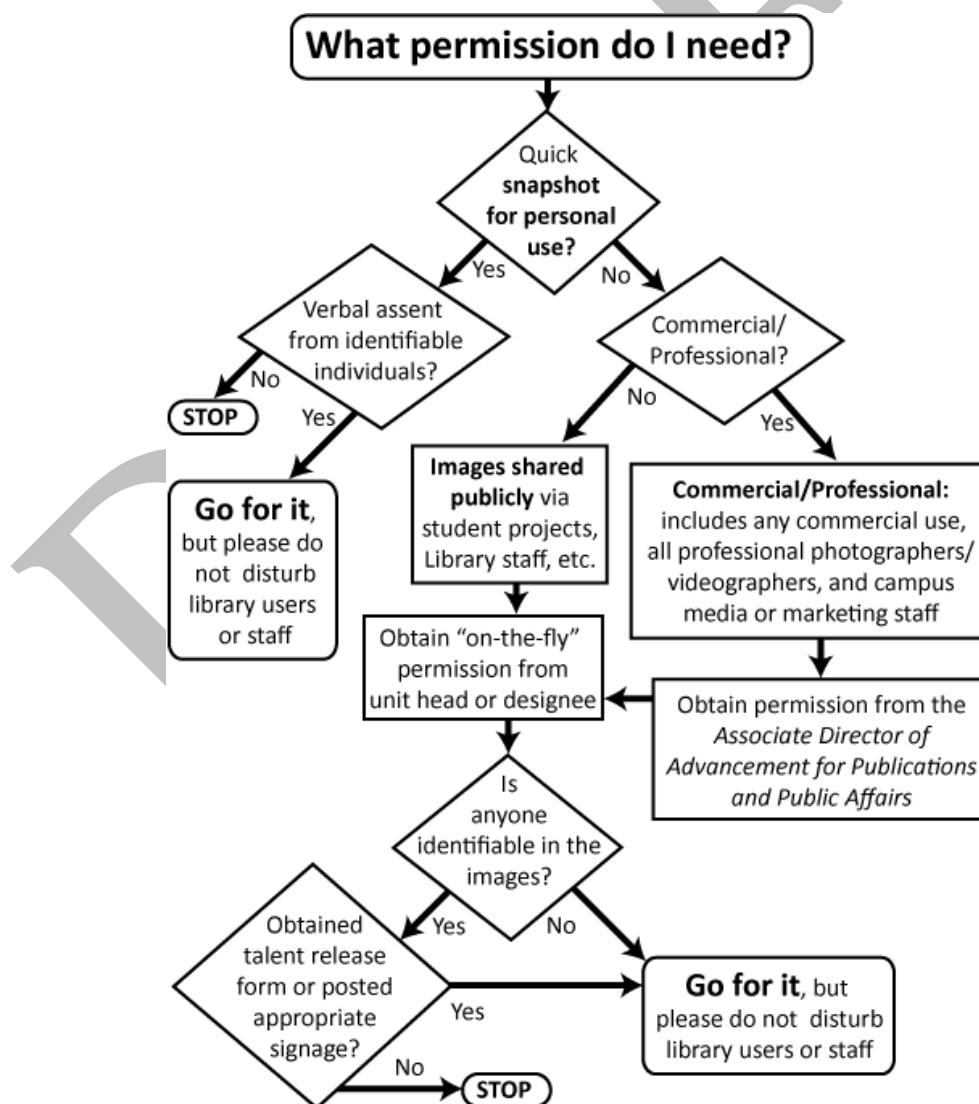 What permission do I need?
Quick
snapshot
for personal
use?
Yes
No
Verbal assent
from identifiable
individuals?
No
STOP
Yes
Go for it,
but please do
not disturb
library users
or staff
Commercial/
Professional?
No
Yes
Images shared
publicly via
student projects,
Library staff, etc.
Commercial/Professional:
includes any commercial use,
all professional photographers/
videographers, and campus
media or marketing staff
Obtain "on-the-fly"
permission from
unit head or designee
Obtain permission from the
Associate Director of
Advancement for Publications
and Public Affairs
Is
anyone
identifiable in the
images?
Yes
No
Obtained
talent release
form or posted
appropriate
signage?
Yes
No
STOP
Go for it, but
please do not disturb
library users or staff